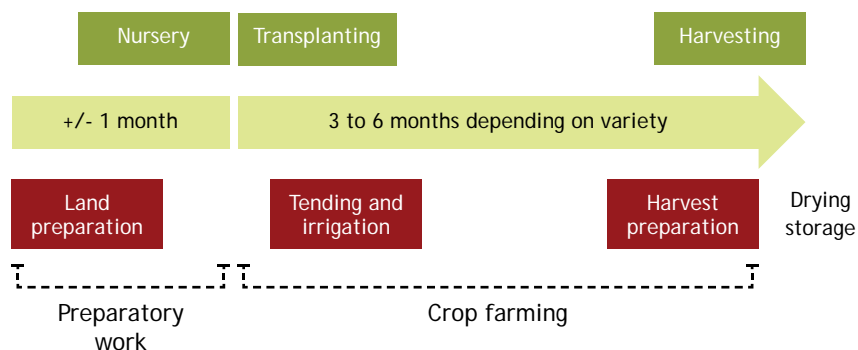 Nursery
Transplanting
Harvesting
+/- 1 month
3 to 6 months depending on variety
Land
preparation
Tending and
irrigation
Harvest
preparation
Drying
storage
Preparatory
work
Crop farming